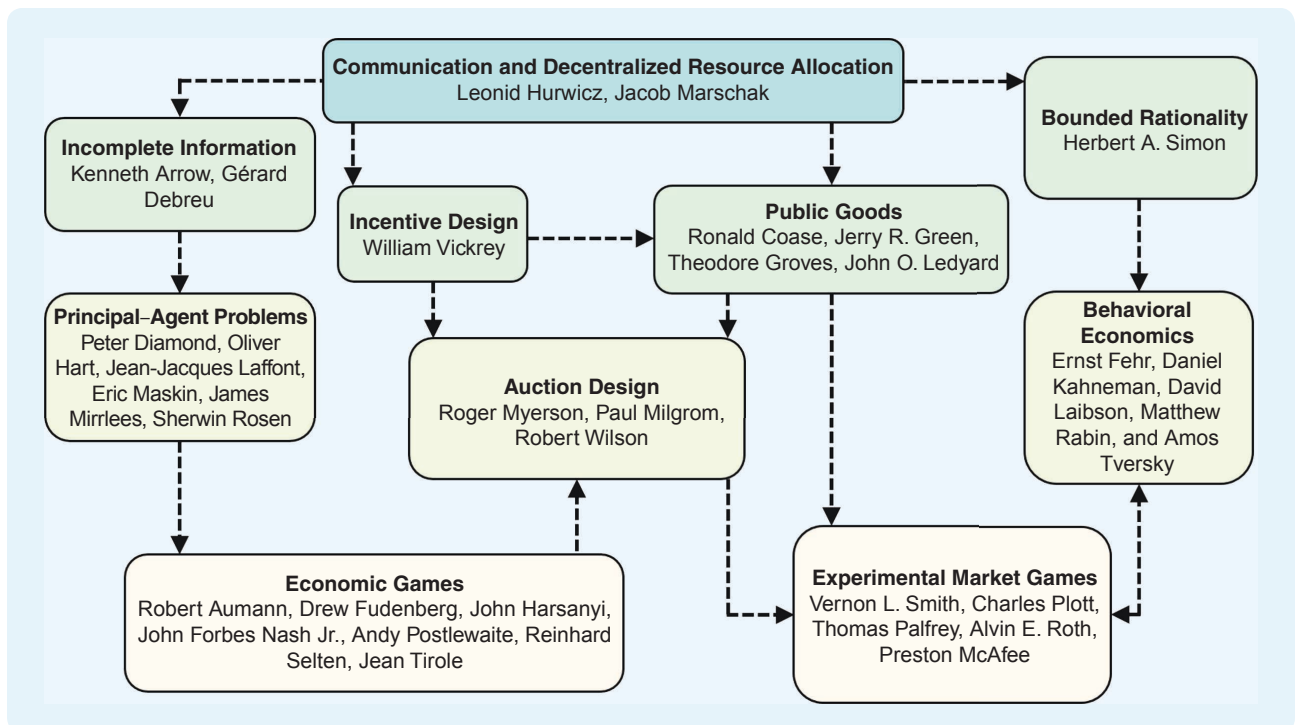 Communication and Decentralized Resource Allocation
Leonid Hurwicz, Jacob Marschak
Bounded Rationality
Herbert A. Simon
Incomplete Information
Kenneth Arrow, Gérard
Debreu
Incentive Design
William Vickrey
Public Goods
Ronald Coase, Jerry R. Green,
Theodore Groves, John O. Ledyard
Principal–Agent Problems
Peter Diamond, Oliver
Hart, Jean-Jacques Laffont,
Eric Maskin, James
Mirrlees, Sherwin Rosen
Auction Design
Roger Myerson, Paul Milgrom,
Robert Wilson
Behavioral
Economics
Ernst Fehr, Daniel
Kahneman, David
Laibson, Matthew
Rabin, and Amos
Tversky
Economic Games
Robert Aumann, Drew Fudenberg, John Harsanyi,
John Forbes Nash Jr., Andy Postlewaite, Reinhard
Selten, Jean Tirole
Experimental Market Games
Vernon L. Smith, Charles Plott,
Thomas Palfrey, Alvin E. Roth,
Preston McAfee